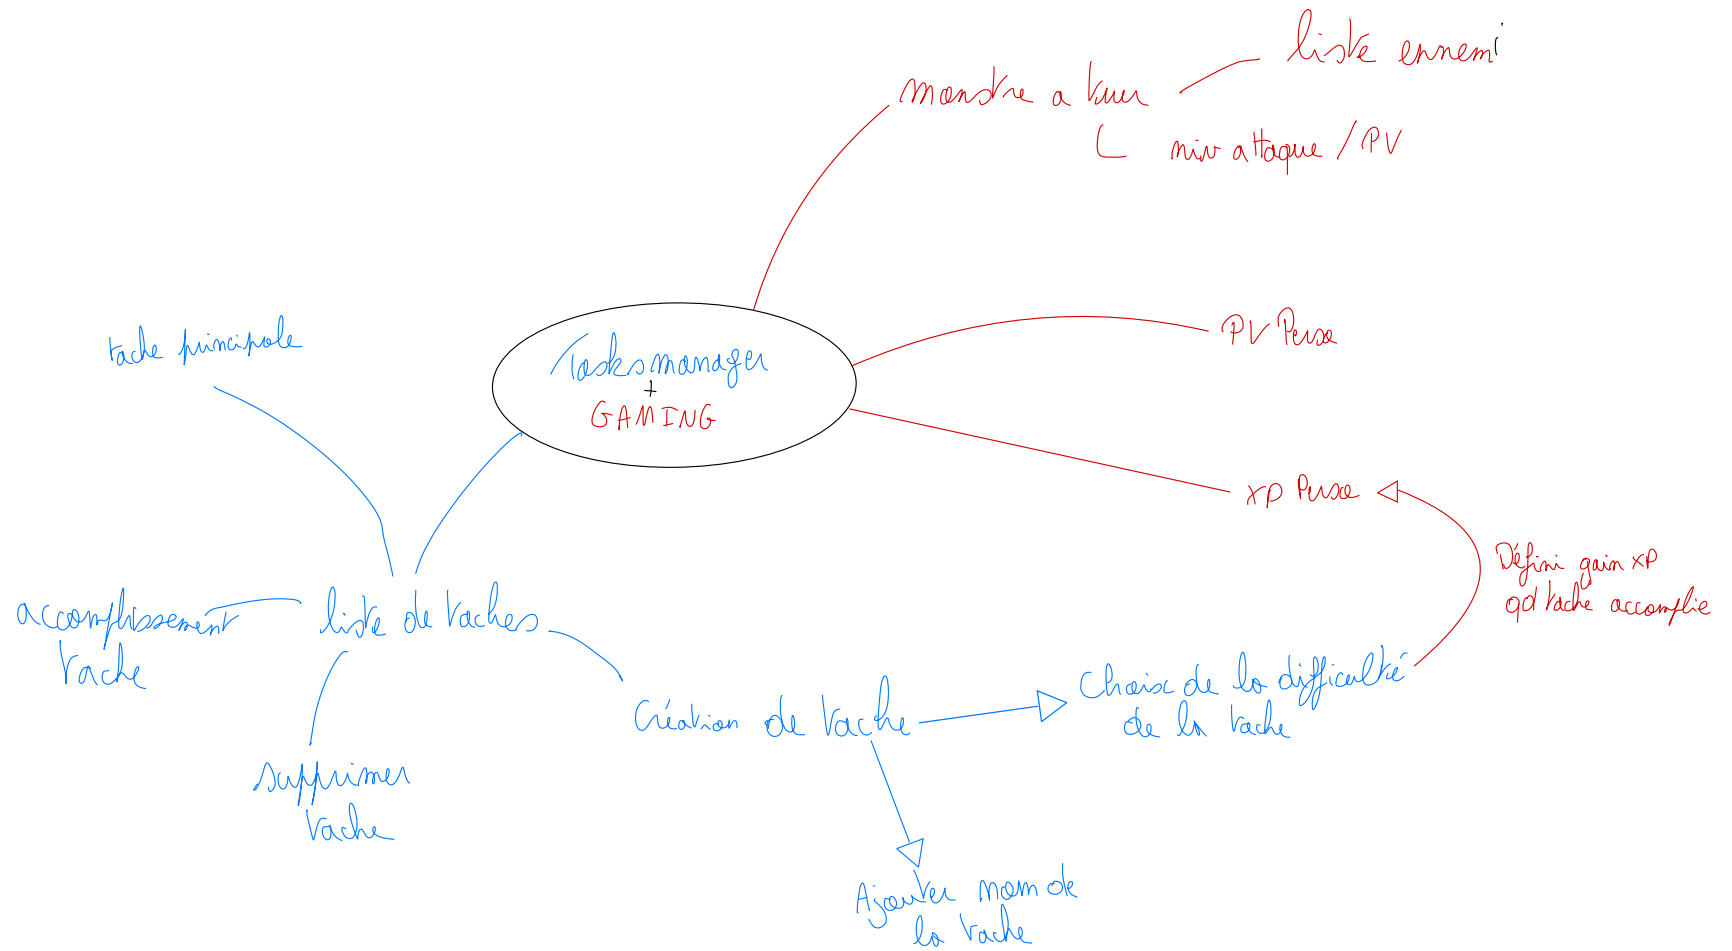 liste ennemi
monstre a tuer
niv attaque / PV
PV Perso
tache principale
Tasks manager
+
GAMING
XP Perso
Défini gain XP
qd tache accomplie
accomplissement
tache
liste de taches
Création de tache
Choix de la difficulté
de la tache
supprimer
tache
Ajouter nom de
la tache